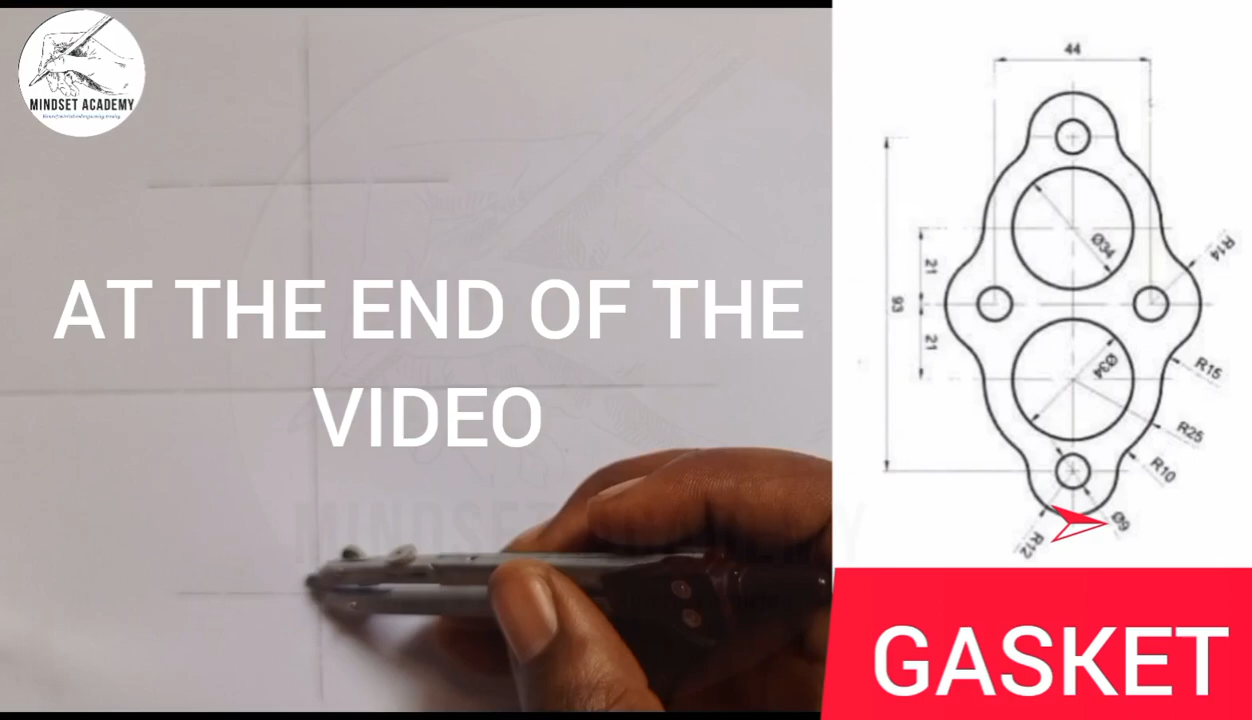 MINDSET ACADEMY
AT THE END OF THE
VIDEO
44
93
21
21
Ø34
Ø34
R14
R15
R25
R10
Ø9
R12
GASKET